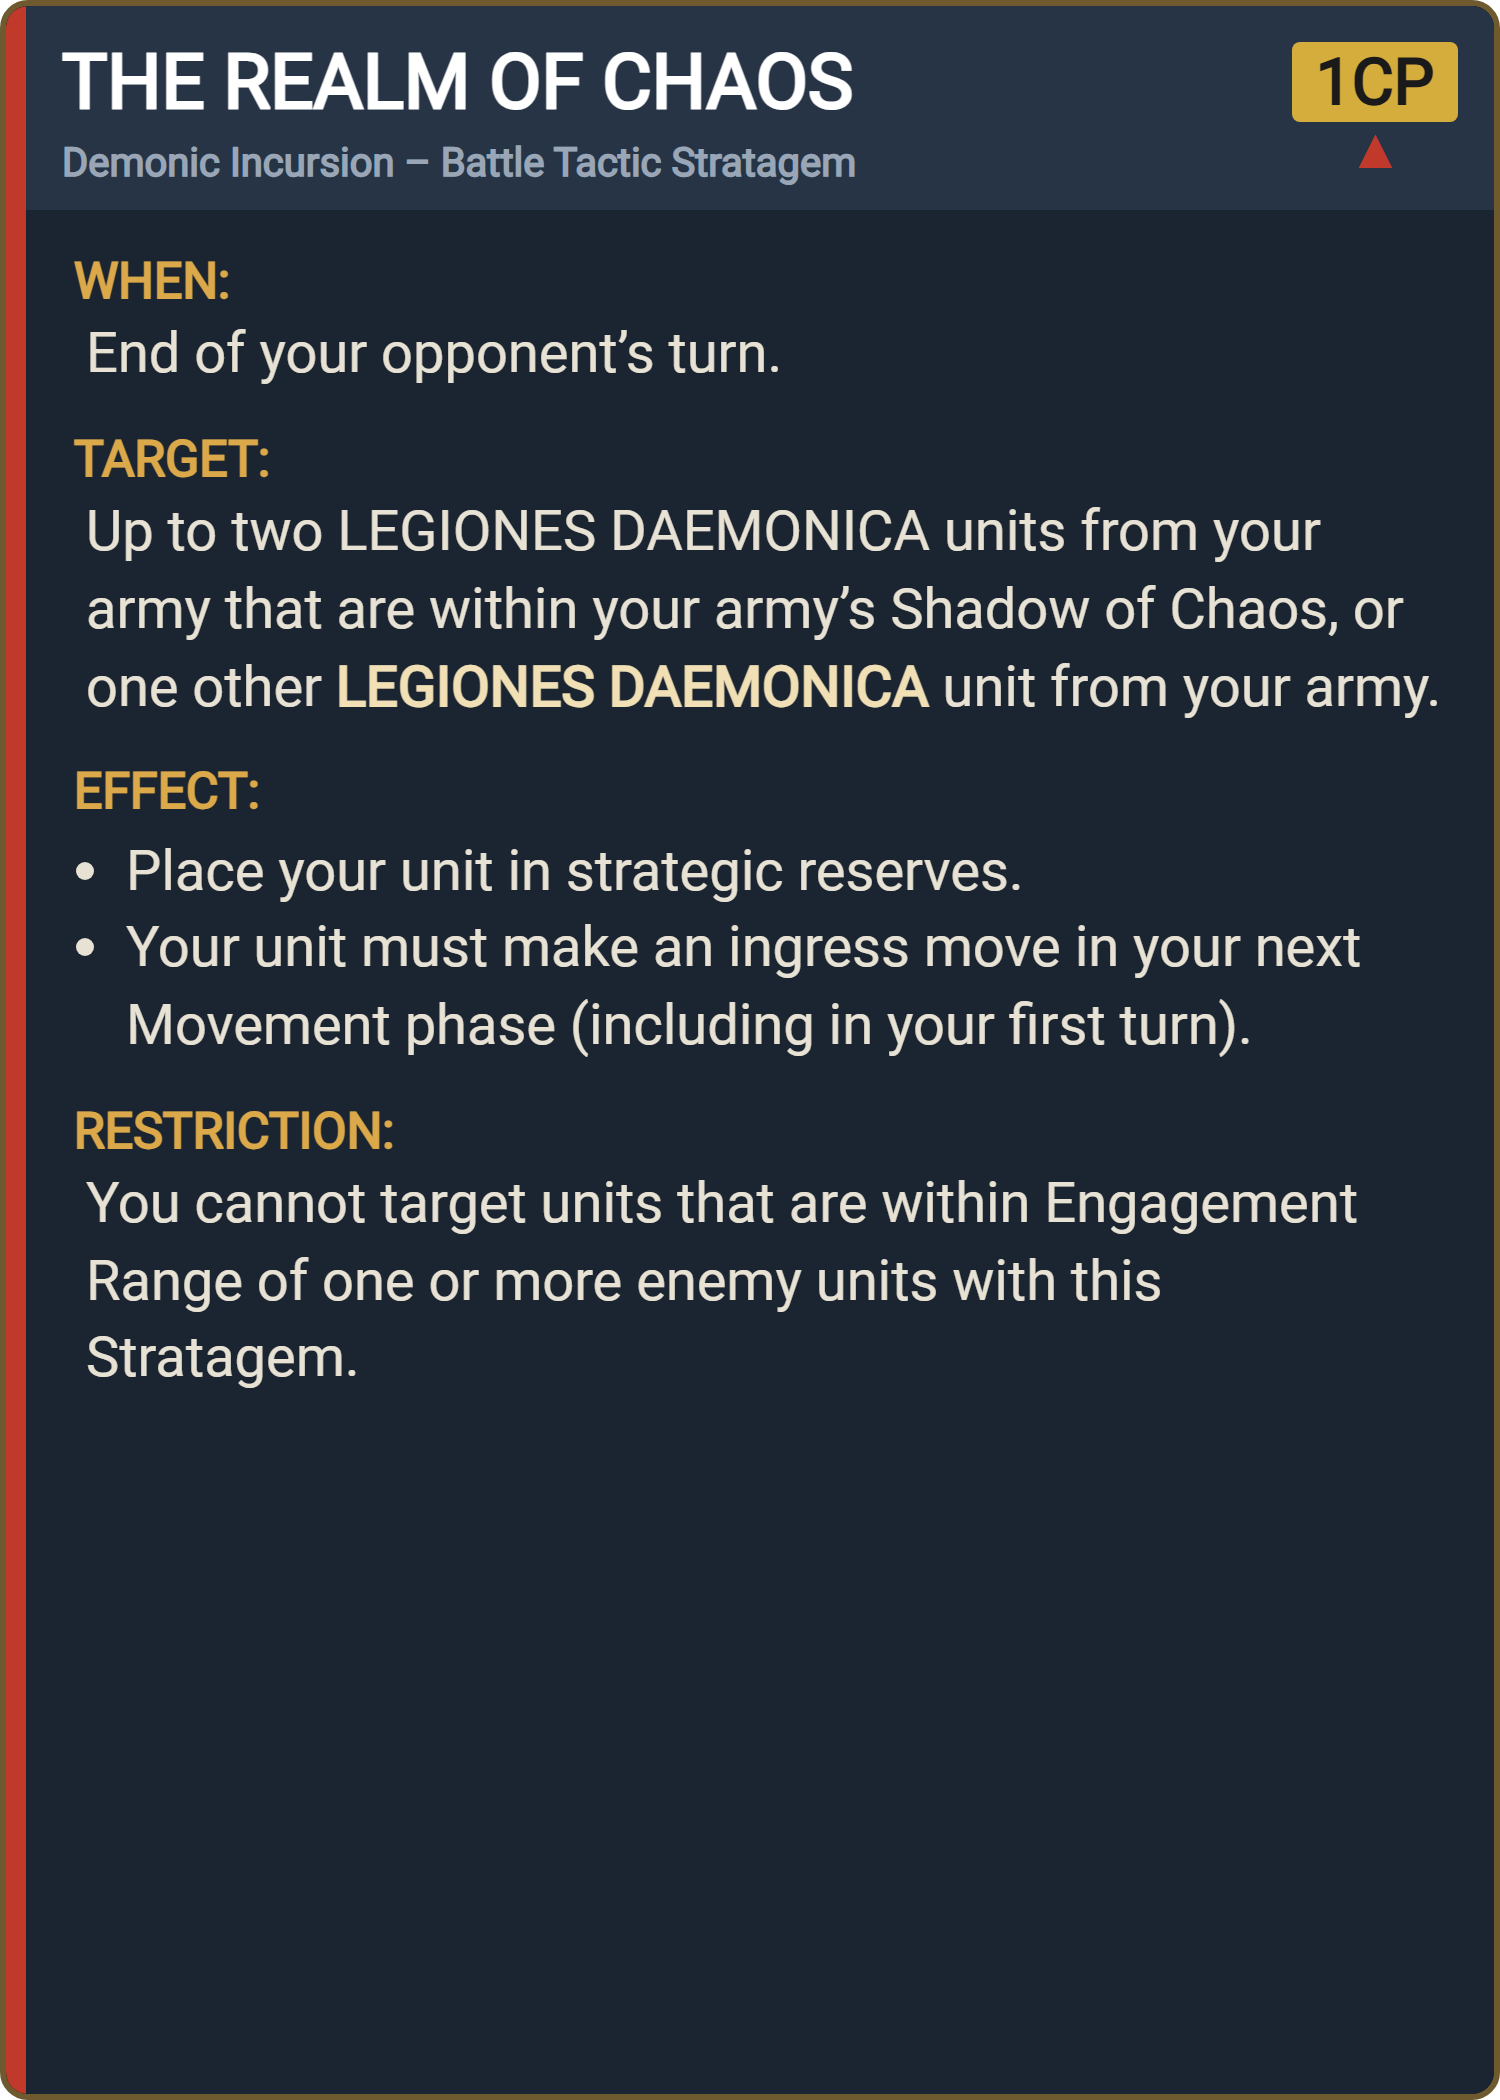 THE REALM OF CHAOS
1CP
Demonic Incursion – Battle Tactic Stratagem
WHEN:
End of your opponent’s turn.
TARGET:
Up to two LEGIONES DAEMONICA units from your
army that are within your army’s Shadow of Chaos, or
one other LEGIONES DAEMONICA unit from your army.
EFFECT:
• Place your unit in strategic reserves.
• Your unit must make an ingress move in your next
Movement phase (including in your first turn).
RESTRICTION:
You cannot target units that are within Engagement
Range of one or more enemy units with this
Stratagem.